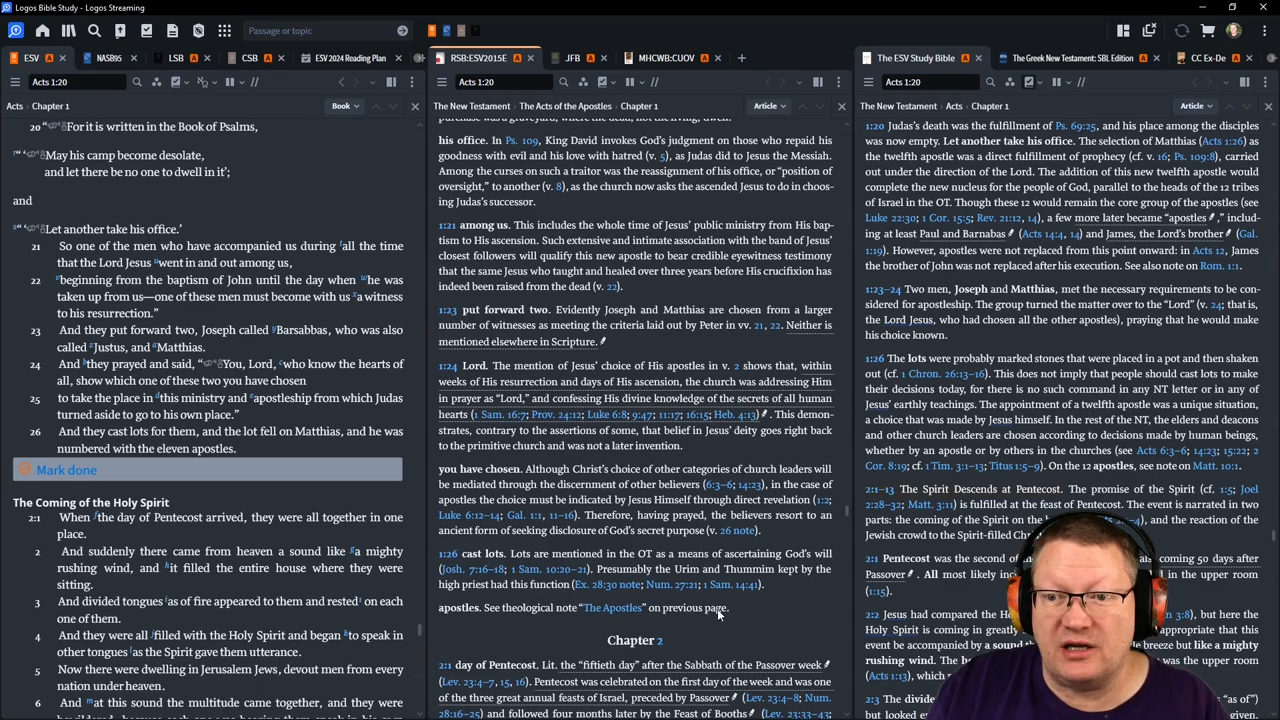 Logos Bible Study - Logos Streaming
Passage or topic
ESV A
NASB95
LSB A
CSB A
ESV 2024 Reading Plan
RSB:ESV2015E A
JFB A
MHCWB:CUOV A
The ESV Study Bible A
The Greek New Testament: SBL Edition
CC Ex-De
Acts 1:20
Acts 1:20
Acts 1:20
Acts Chapter 1
Book
The New Testament The Acts of the Apostles Chapter 1
Article
The New Testament Acts Chapter 1
Article
20 “For it is written in the Book of Psalms,
“ ‘May his camp become desolate,
and let there be no one to dwell in it’;
and
“ ‘Let another take his office.’
21 So one of the men who have accompanied us during all the time
that the Lord Jesus went in and out among us,
22 beginning from the baptism of John until the day when he was
taken up from us—one of these men must become with us a witness
to his resurrection.”
23 And they put forward two, Joseph called Barsabbas, who was also
called Justus, and Matthias.
24 And they prayed and said, “You, Lord, who know the hearts of
all, show which one of these two you have chosen
25 to take the place in this ministry and apostleship from which Judas
turned aside to go to his own place.”
26 And they cast lots for them, and the lot fell on Matthias, and he was
numbered with the eleven apostles.
Mark done
The Coming of the Holy Spirit
2:1 When the day of Pentecost arrived, they were all together in one
place.
2 And suddenly there came from heaven a sound like a mighty
rushing wind, and it filled the entire house where they were
sitting.
3 And divided tongues as of fire appeared to them and rested on each
one of them.
4 And they were all filled with the Holy Spirit and began to speak in
other tongues as the Spirit gave them utterance.
5 Now there were dwelling in Jerusalem Jews, devout men from every
nation under heaven.
6 And at this sound the multitude came together, and they were
his office. In Ps. 109, King David invokes God’s judgment on those who repaid his
goodness with evil and his love with hatred (v. 5), as Judas did to Jesus the Messiah.
Among the curses on such a traitor was the reassignment of his office, or “position of
oversight,” to another (v. 8), as the church now asks the ascended Jesus to do in choos-
ing Judas’s successor.
1:21 among us. This includes the whole time of Jesus’ public ministry from His bap-
tism to His ascension. Such extensive and intimate association with the band of Jesus’
closest followers will qualify this new apostle to bear credible eyewitness testimony
that the same Jesus who taught and healed over three years before His crucifixion has
indeed been raised from the dead (v. 22).
1:23 put forward two. Evidently Joseph and Matthias are chosen from a larger
number of witnesses as meeting the criteria laid out by Peter in vv. 21, 22. Neither is
mentioned elsewhere in Scripture.
1:24 Lord. The mention of Jesus’ choice of His apostles in v. 2 shows that, within
weeks of His resurrection and days of His ascension, the church was addressing Him
in prayer as “Lord,” and confessing His divine knowledge of the secrets of all human
hearts (1 Sam. 16:7; Prov. 24:12; Luke 6:8; 9:47; 11:17; 16:15; Heb. 4:13). This demon-
strates, contrary to the assertions of some, that belief in Jesus’ deity goes right back
to the primitive church and was not a later invention.
you have chosen. Although Christ’s choice of other categories of church leaders will
be mediated through the discernment of other believers (6:3–6; 14:23), in the case of
apostles the choice must be indicated by Jesus Himself through direct revelation (1:2;
Luke 6:12–14; Gal. 1:1, 11–16). Therefore, having prayed, the believers resort to an
ancient form of seeking disclosure of God’s secret purpose (v. 26 note).
1:26 cast lots. Lots are mentioned in the OT as a means of ascertaining God’s will
(Josh. 7:16–18; 1 Sam. 10:20–21). Presumably the Urim and Thummim kept by the
high priest had this function (Ex. 28:30 note; Num. 27:21; 1 Sam. 14:41).
apostles. See theological note “The Apostles” on previous page.
Chapter 2
2:1 day of Pentecost. Lit. the “fiftieth day” after the Sabbath of the Passover week
(Lev. 23:4–7, 15, 16). Pentecost was celebrated on the first day of the week and was one
of the three great annual feasts of Israel, preceded by Passover (Lev. 23:4–8; Num.
28:16–25) and followed four months later by the Feast of Booths (Lev. 23:33–43;
1:20 Judas’s death was the fulfillment of Ps. 69:25, and his place among the disciples
was now empty. Let another take his office. The selection of Matthias (Acts 1:26) as
the twelfth apostle was a direct fulfillment of prophecy (cf. v. 16; Ps. 109:8), carried
out under the direction of the Lord. The addition of this new twelfth apostle would
complete the new nucleus for the people of God, parallel to the heads of the 12 tribes
of Israel in the OT. Though these 12 would remain the core group of the apostles (see
Luke 22:30; 1 Cor. 15:5; Rev. 21:12, 14), a few more later became “apostles,” includ-
ing at least Paul and Barnabas (Acts 14:4, 14) and James, the Lord’s brother (Gal.
1:19). However, apostles were not replaced from this point onward: in Acts 12, James
the brother of John was not replaced after his execution. See also note on Rom. 1:1.
1:23–24 Two men, Joseph and Matthias, met the necessary requirements to be con-
sidered for apostleship. The group turned the matter over to the “Lord” (v. 24; that is,
the Lord Jesus, who had chosen all the other apostles), praying that he would make
his choice known.
1:26 The lots were probably marked stones that were placed in a pot and then shaken
out (cf. 1 Chron. 26:13–16). This does not imply that people should cast lots to make
their decisions today, for there is no such command in any NT letter or in any of
Jesus’ earthly teachings. The appointment of a twelfth apostle was a unique situation,
a choice that was made by Jesus himself. In the rest of the NT, the elders and deacons
and other church leaders are chosen according to decisions made by human beings,
whether by an apostle or by others in the church (see Acts 6:3–6; 14:23; 15:22; 2
Cor. 8:19; cf. 1 Tim. 3:1–13; Titus 1:5–9). On the 12 apostles, see note on Matt. 10:1.
2:1–13 The Spirit Descends at Pentecost. The promise of the Spirit (cf. 1:5; Joel
2:28–32; Matt. 3:11) is fulfilled at the feast of Pentecost. The event is narrated in two
parts: the coming of the Spirit on the –4), and the reaction of the
Jewish crowd to the Spirit-filled Ch
2:1 Pentecost was the second of coming 50 days after
Passover. All most likely in the upper room
(1:15).
2:2 Jesus had compared the H 3:8), but here the
Holy Spirit is coming in greatly appropriate that this
event be accompanied by a sound le breeze but like a mighty
rushing wind. The was the upper room
(Acts 1:13),
2:3 The divided “as of”)
but looked given.